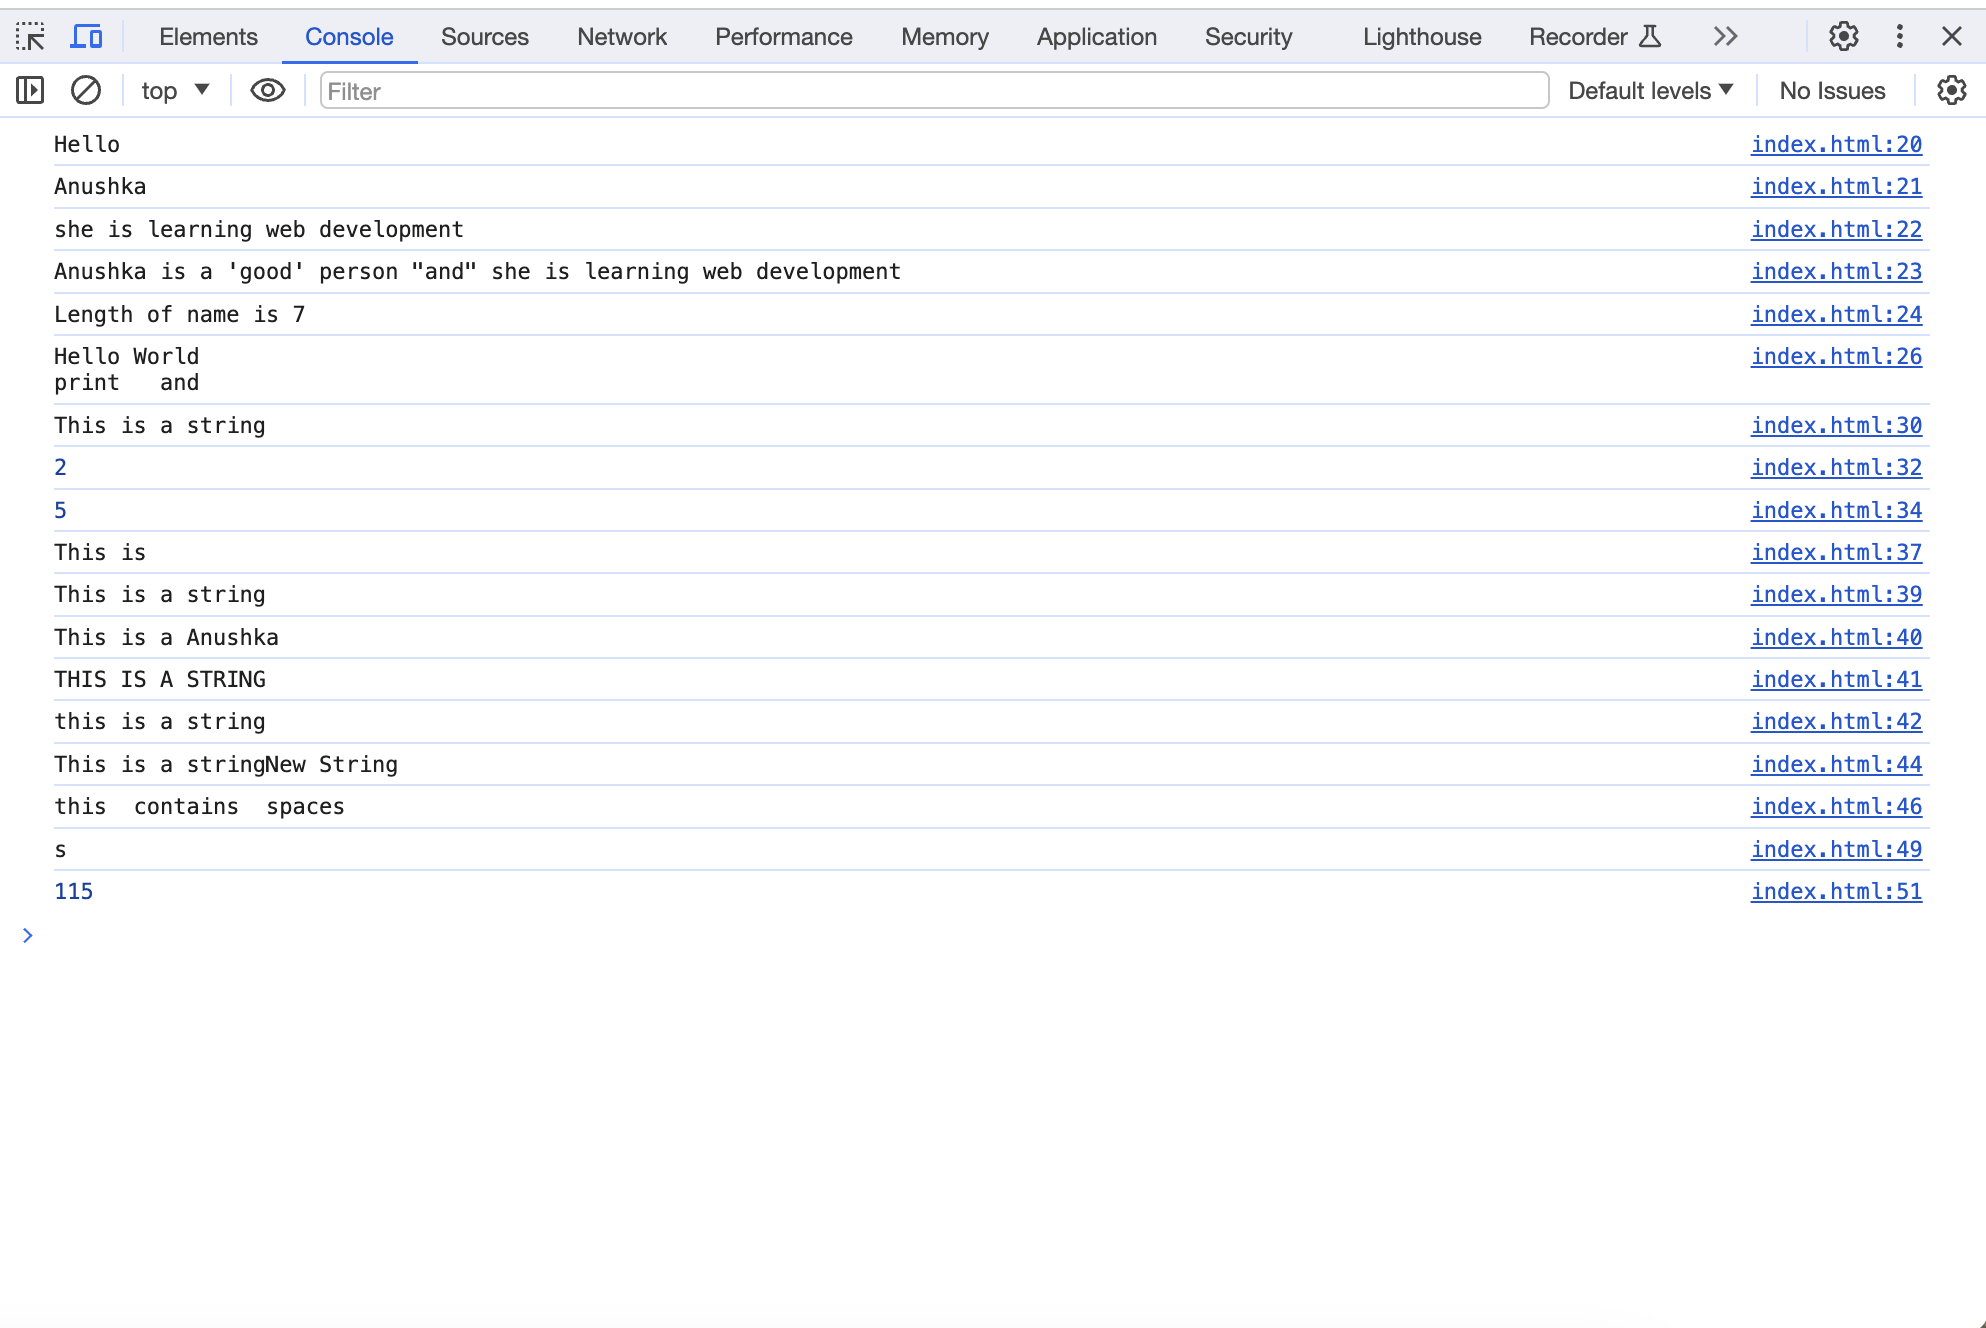 Elements Console Sources Network Performance Memory Application Security Lighthouse Recorder
top Filter Default levels No Issues
Hello index.html:20
Anushka index.html:21
she is learning web development index.html:22
Anushka is a 'good' person "and" she is learning web development index.html:23
Length of name is 7 index.html:24
Hello World index.html:26
print   and
This is a string index.html:30
2 index.html:32
5 index.html:34
This is index.html:37
This is a string index.html:39
This is a Anushka index.html:40
THIS IS A STRING index.html:41
this is a string index.html:42
This is a stringNew String index.html:44
this  contains  spaces index.html:46
s index.html:49
115 index.html:51